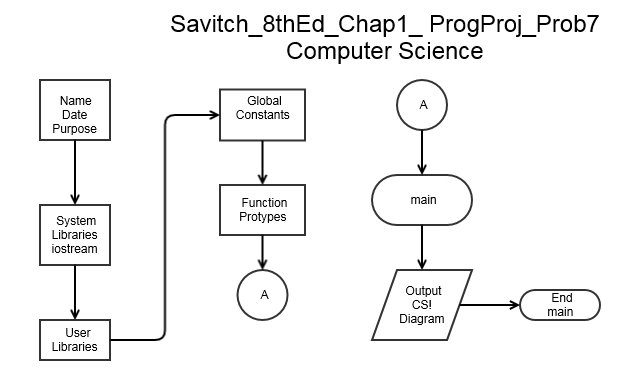 Savitch_8thEd_Chap1_ ProgProj_Prob7
Computer Science
Name
Date
Purpose
System
Libraries
iostream
User
Libraries
Global
Constants
Function
Protypes
A
A
main
Output
CS!
Diagram
End
main